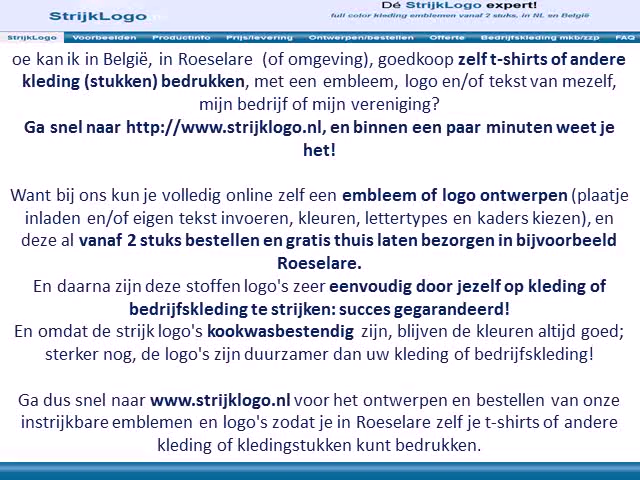 StrijkLogo
Dé StrijkLogo expert!
full color kleding emblemen vanaf 2 stuks, in NL en België
StrijkLogo Voorbeelden Productinfo Prijs/levering Ontwerpen/bestellen Offerte Bedrijfskleding mkb/zzp FAQ
oe kan ik in België, in Roeselare (of omgeving), goedkoop zelf t-shirts of andere
kleding (stukken) bedrukken, met een embleem, logo en/of tekst van mezelf,
mijn bedrijf of mijn vereniging?
Ga snel naar http://www.strijklogo.nl, en binnen een paar minuten weet je
het!
Want bij ons kun je volledig online zelf een embleem of logo ontwerpen (plaatje
inladen en/of eigen tekst invoeren, kleuren, lettertypes en kaders kiezen), en
deze al vanaf 2 stuks bestellen en gratis thuis laten bezorgen in bijvoorbeeld
Roeselare.
En daarna zijn deze stoffen logo's zeer eenvoudig door jezelf op kleding of
bedrijfskleding te strijken: succes gegarandeerd!
En omdat de strijk logo's kookwasbestendig zijn, blijven de kleuren altijd goed;
sterker nog, de logo's zijn duurzamer dan uw kleding of bedrijfskleding!
Ga dus snel naar www.strijklogo.nl voor het ontwerpen en bestellen van onze
instrijkbare emblemen en logo's zodat je in Roeselare zelf je t-shirts of andere
kleding of kledingstukken kunt bedrukken.